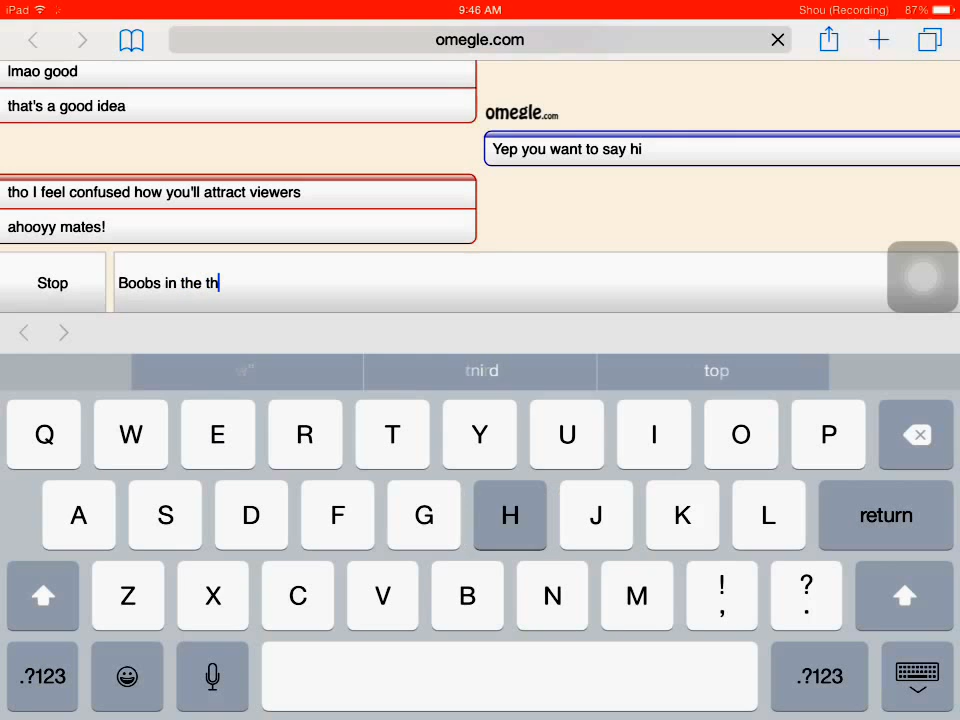 iPad 9:46 AM Shou (Recording) 87%
omegle.com
lmao good
that's a good idea
omegle.com
Yep you want to say hi
tho I feel confused how you'll attract viewers
ahooyy mates!
Stop Boobs in the th
top
Q W E R T Y U I O P
A S D F G H J K L return
Z X C V B N M ! , ? .
.?123 .?123